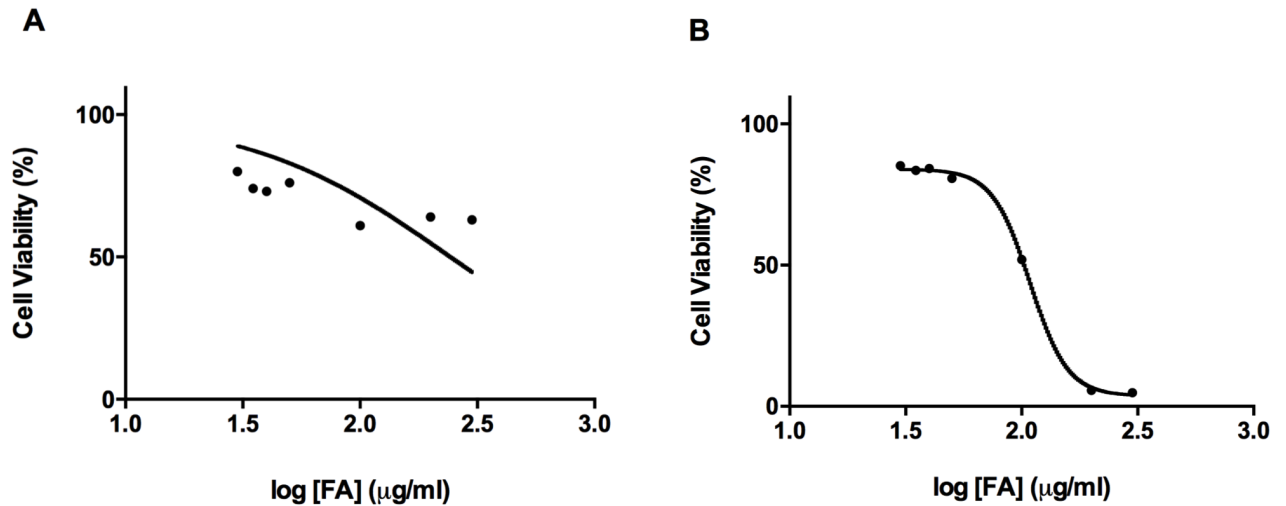 A
100
50
0
1.0 1.5 2.0 2.5 3.0
Cell Viability (%)
log [FA] (μg/ml)
B
100
50
0
1.0 1.5 2.0 2.5 3.0
Cell Viability (%)
log [FA] (μg/ml)